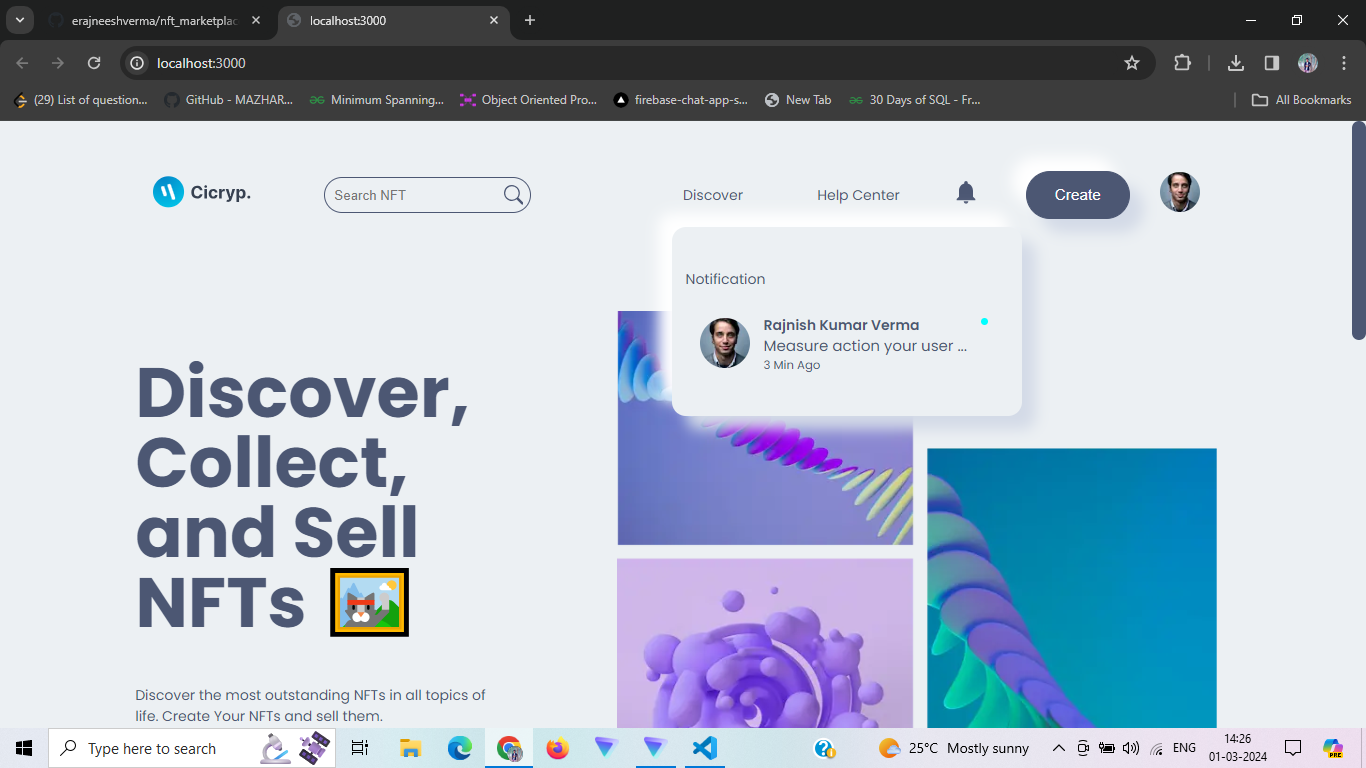 erajneeshverma/nft_marketplac
localhost:3000
localhost:3000
(29) List of question...
GitHub - MAZHAR...
Minimum Spanning...
Object Oriented Pro...
firebase-chat-app-s...
New Tab
30 Days of SQL - Fr...
All Bookmarks
Cicryp.
Search NFT
Discover
Help Center
Create
Notification
Rajnish Kumar Verma
Measure action your user ...
3 Min Ago
Discover,
Collect,
and Sell
NFTs
Discover the most outstanding NFTs in all topics of
life. Create Your NFTs and sell them.
Type here to search
25°C Mostly sunny
ENG
14:26
01-03-2024
PRE